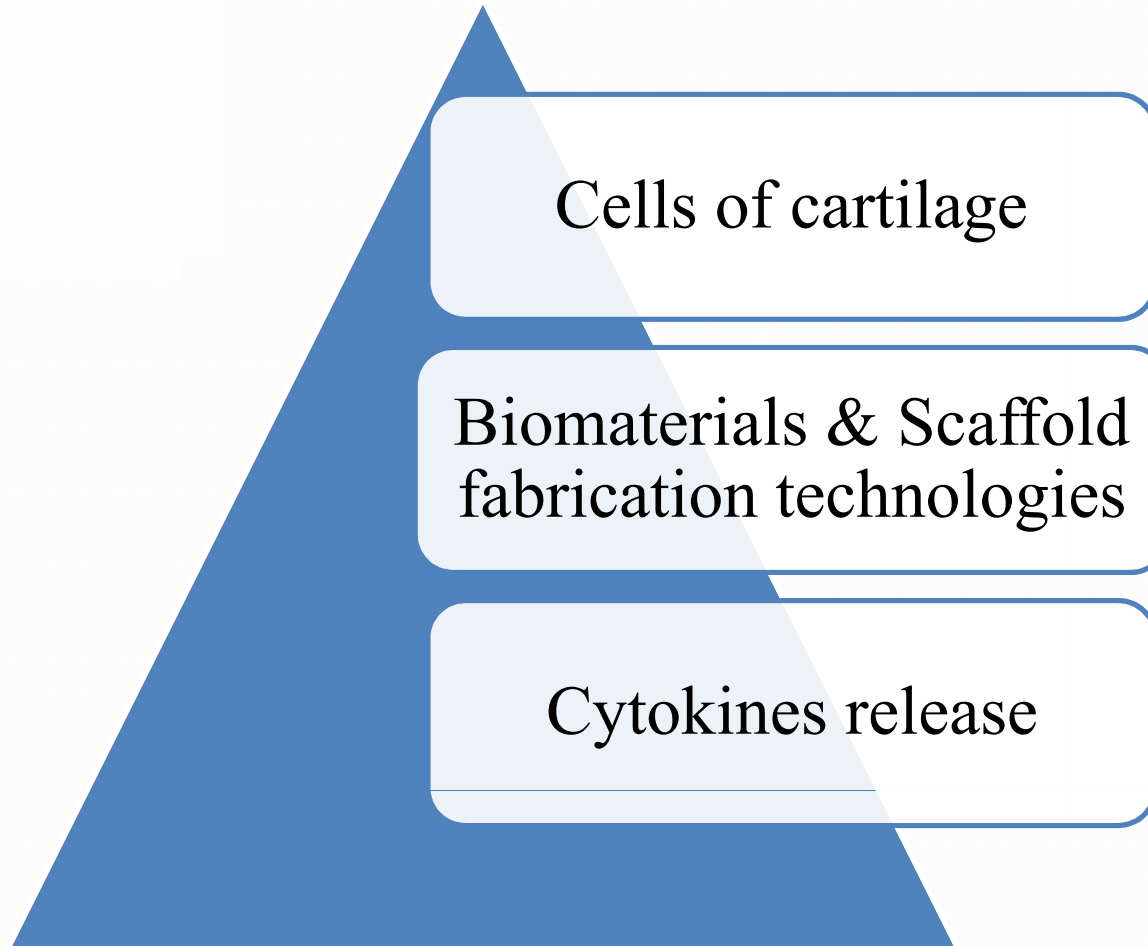 Cells of cartilage
Biomaterials & Scaffold
fabrication technologies
Cytokines release